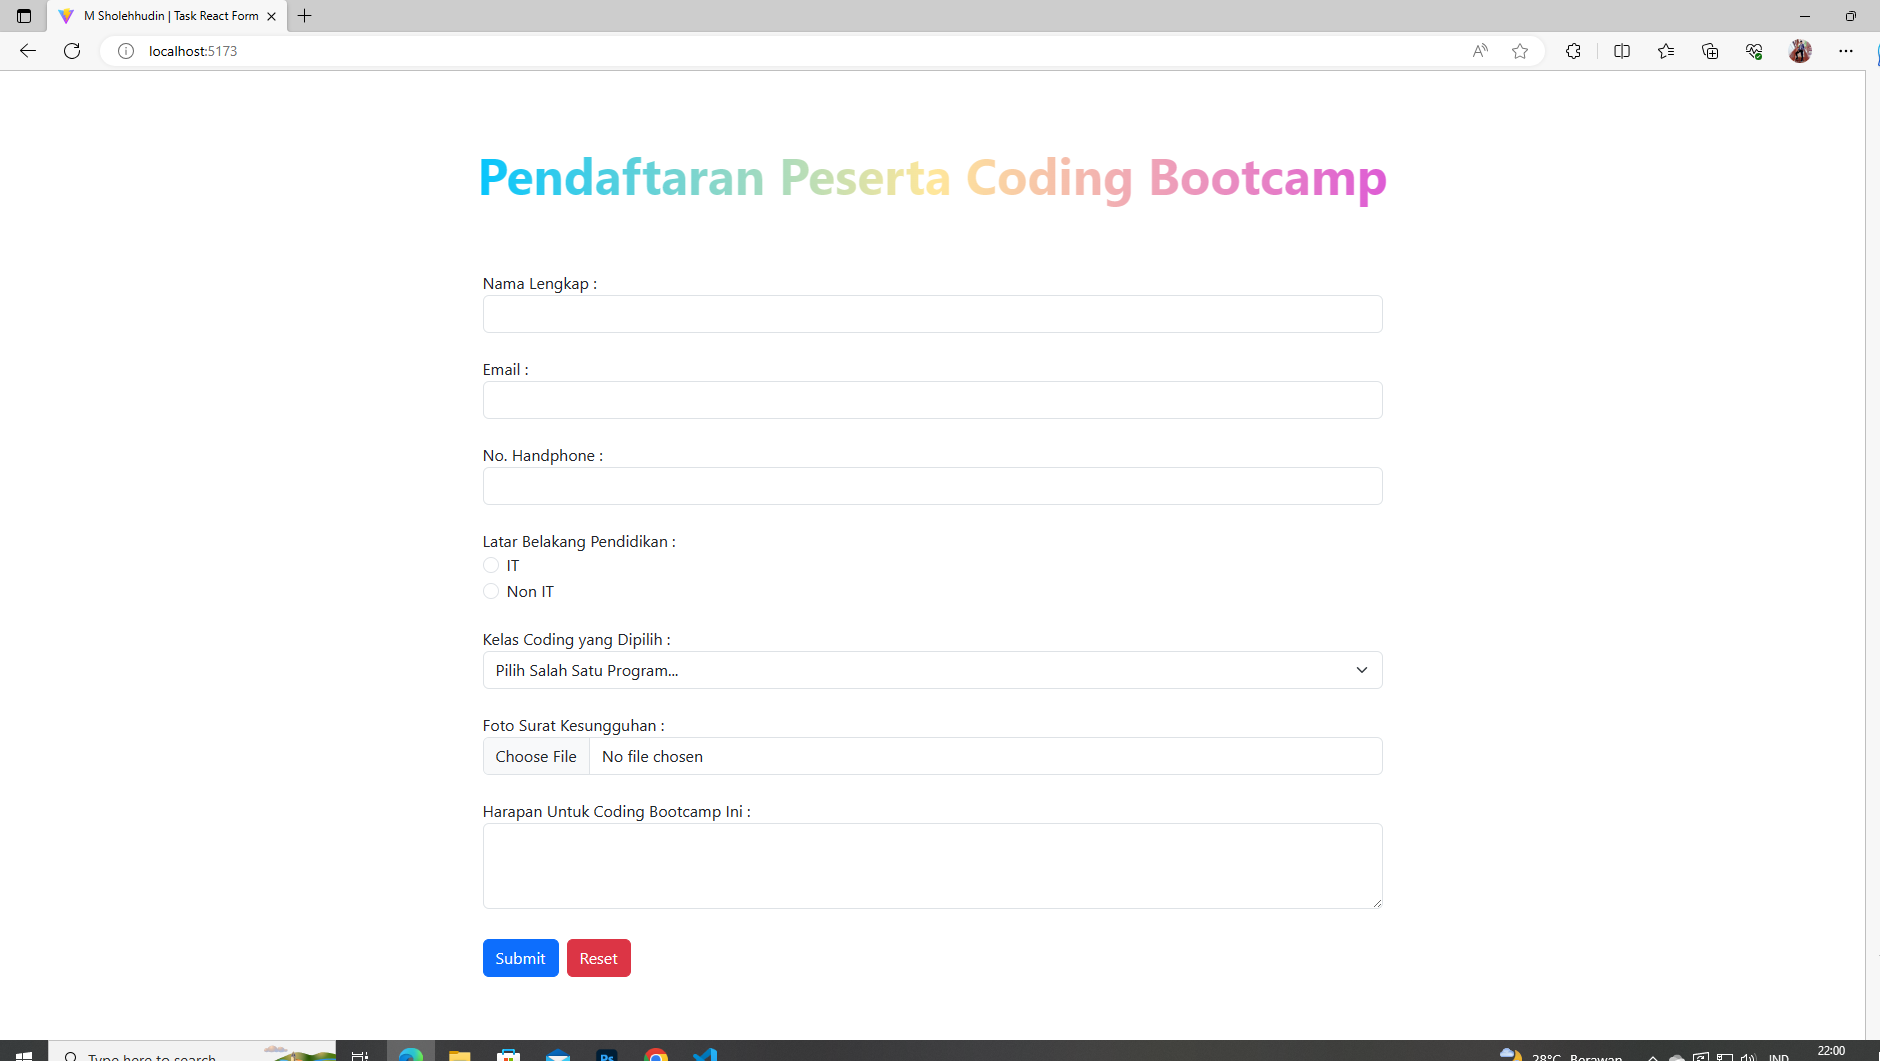 M Sholehhudin | Task React Form
localhost:5173
Pendaftaran Peserta Coding Bootcamp
Nama Lengkap :
Email :
No. Handphone :
Latar Belakang Pendidikan :
IT
Non IT
Kelas Coding yang Dipilih :
Pilih Salah Satu Program...
Foto Surat Kesungguhan :
Choose File No file chosen
Harapan Untuk Coding Bootcamp Ini :
Submit Reset
Type here to search
Ps
28°C Berawan
IND
22:00